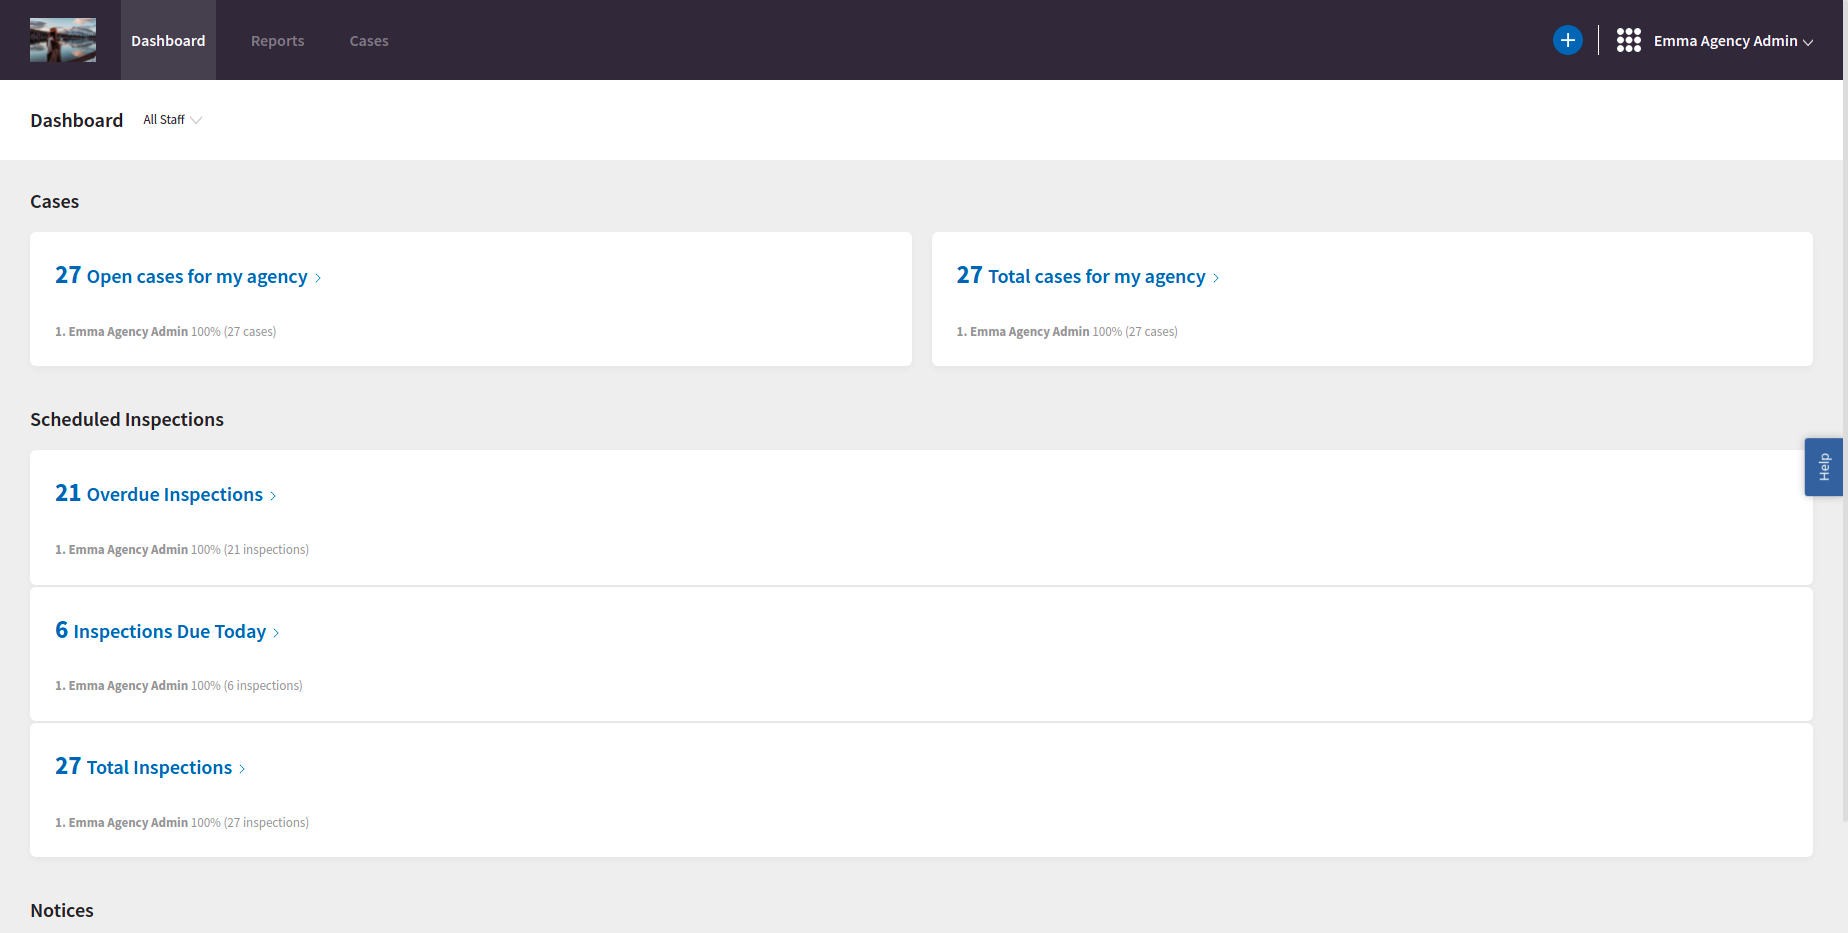 Dashboard
Reports
Cases
Emma Agency Admin
Dashboard
All Staff
Cases
27 Open cases for my agency
1. Emma Agency Admin 100% (27 cases)
27 Total cases for my agency
1. Emma Agency Admin 100% (27 cases)
Scheduled Inspections
21 Overdue Inspections
1. Emma Agency Admin 100% (21 inspections)
Help
6 Inspections Due Today
1. Emma Agency Admin 100% (6 inspections)
27 Total Inspections
1. Emma Agency Admin 100% (27 inspections)
Notices